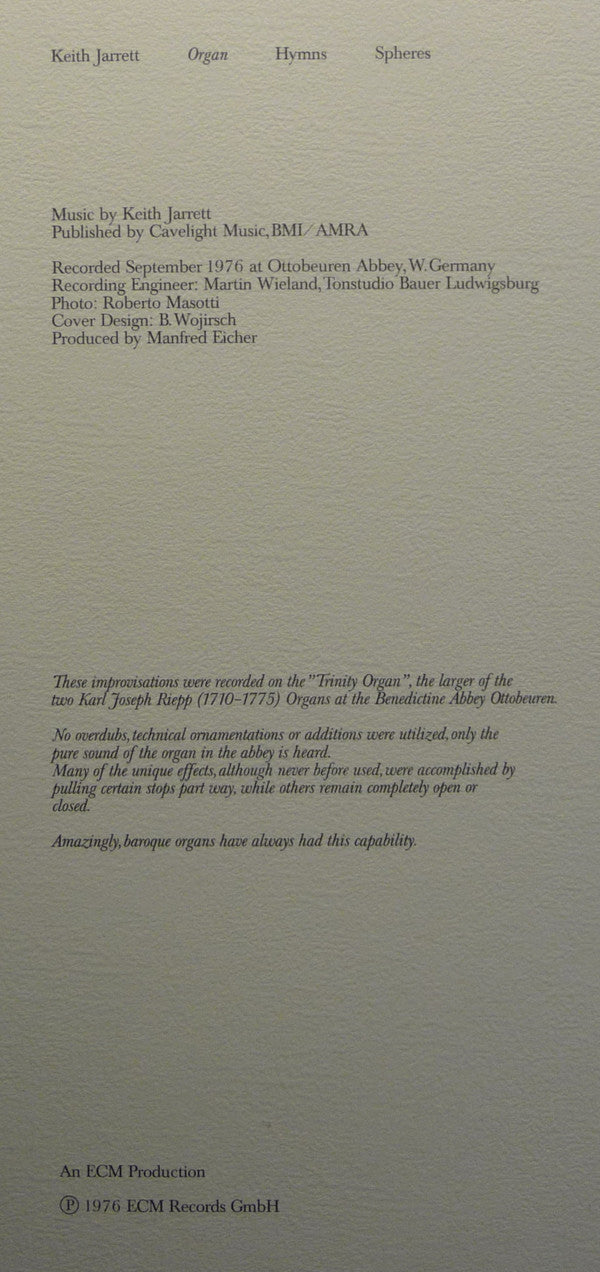 Keith Jarrett Organ Hymns Spheres
Music by Keith Jarrett
Published by Cavelight Music, BMI/AMRA
Recorded September 1976 at Ottobeuren Abbey, W. Germany
Recording Engineer: Martin Wieland, Tonstudio Bauer Ludwigsburg
Photo: Roberto Masotti
Cover Design: B. Wojirsch
Produced by Manfred Eicher
These improvisations were recorded on the "Trinity Organ", the larger of the
two Karl Joseph Riepp (1710–1775) Organs at the Benedictine Abbey Ottobeuren.
No overdubs, technical ornamentations or additions were utilized, only the
pure sound of the organ in the abbey is heard.
Many of the unique effects, although never before used, were accomplished by
pulling certain stops part way, while others remain completely open or
closed.
Amazingly, baroque organs have always had this capability.
An ECM Production
Ⓟ 1976 ECM Records GmbH